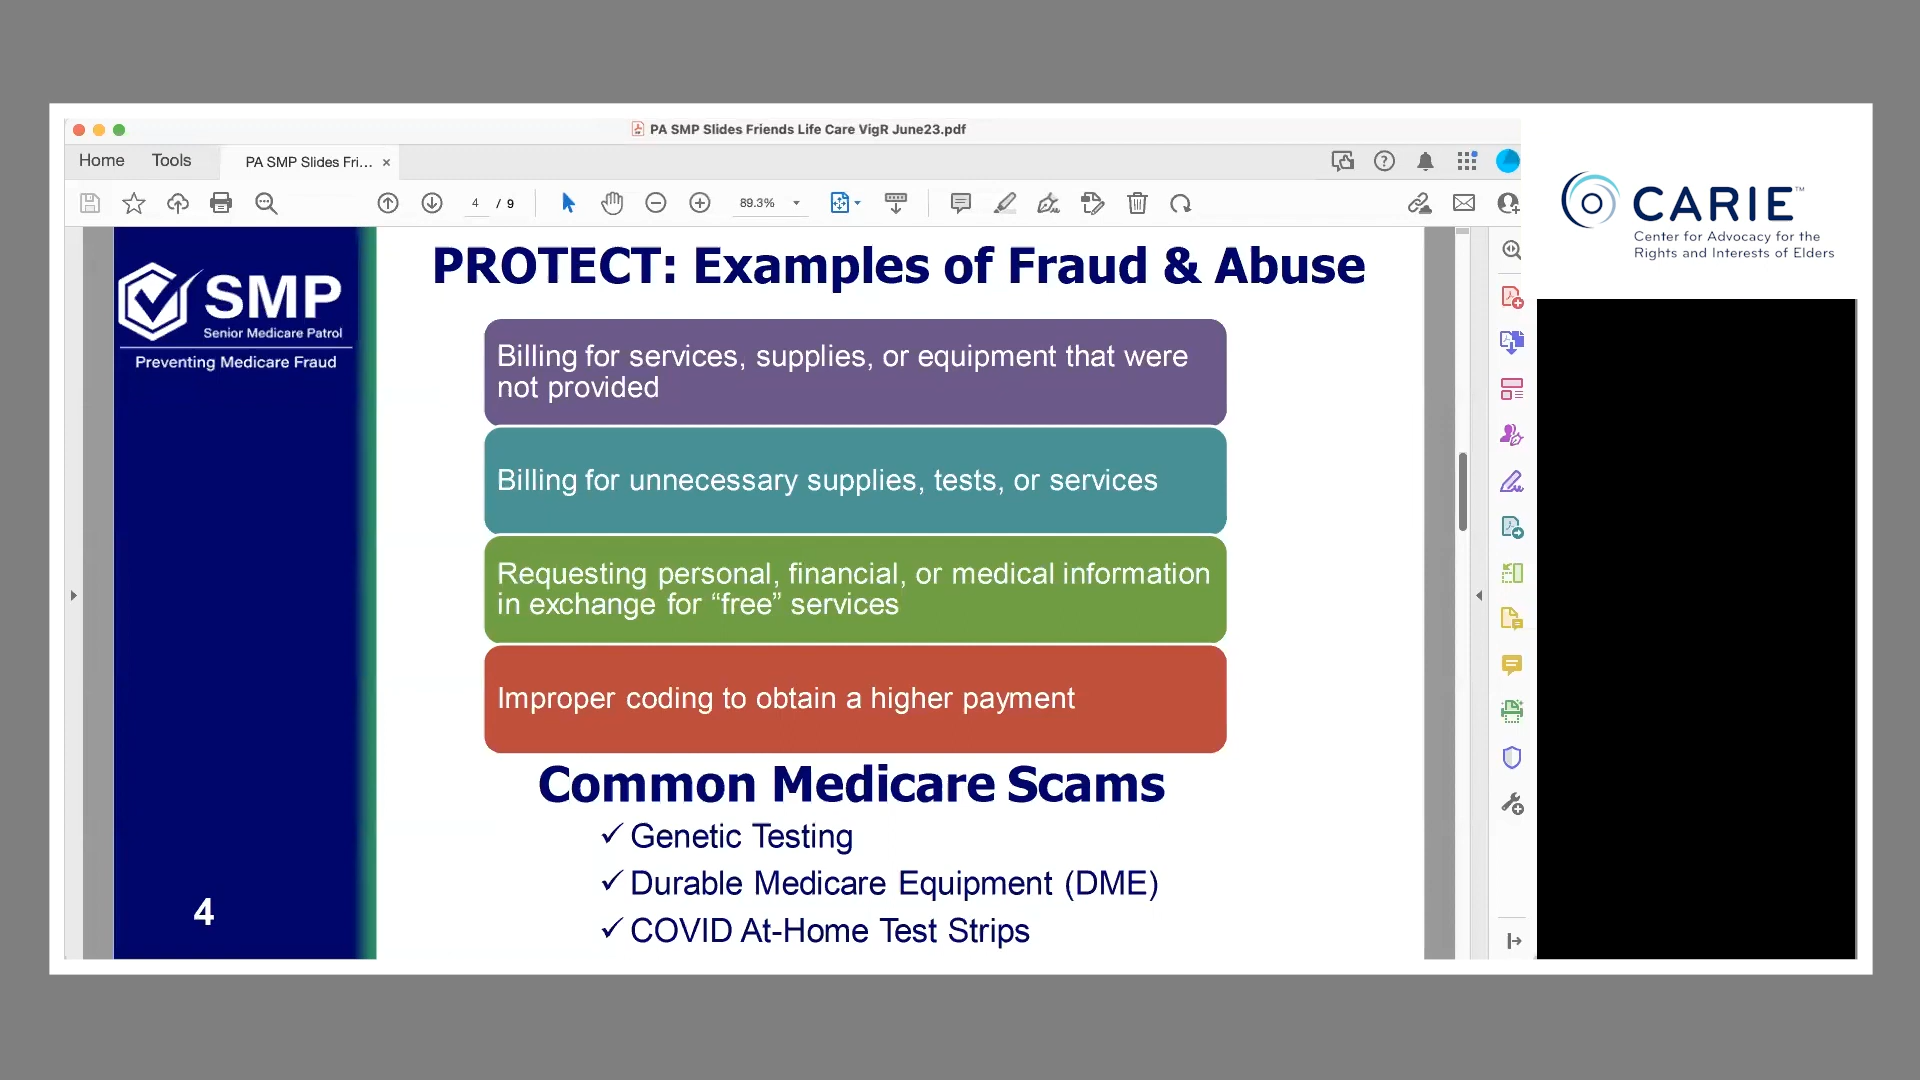 PA SMP Slides Friends Life Care VigR June23.pdf
Home
Tools
PA SMP Slides Fri...
4 / 9
89.3%
CARIE™
Center for Advocacy for the
Rights and Interests of Elders
SMP
Senior Medicare Patrol
Preventing Medicare Fraud
PROTECT: Examples of Fraud & Abuse
Billing for services, supplies, or equipment that were
not provided
Billing for unnecessary supplies, tests, or services
Requesting personal, financial, or medical information
in exchange for “free” services
Improper coding to obtain a higher payment
Common Medicare Scams
✓ Genetic Testing
✓ Durable Medicare Equipment (DME)
✓ COVID At-Home Test Strips
4